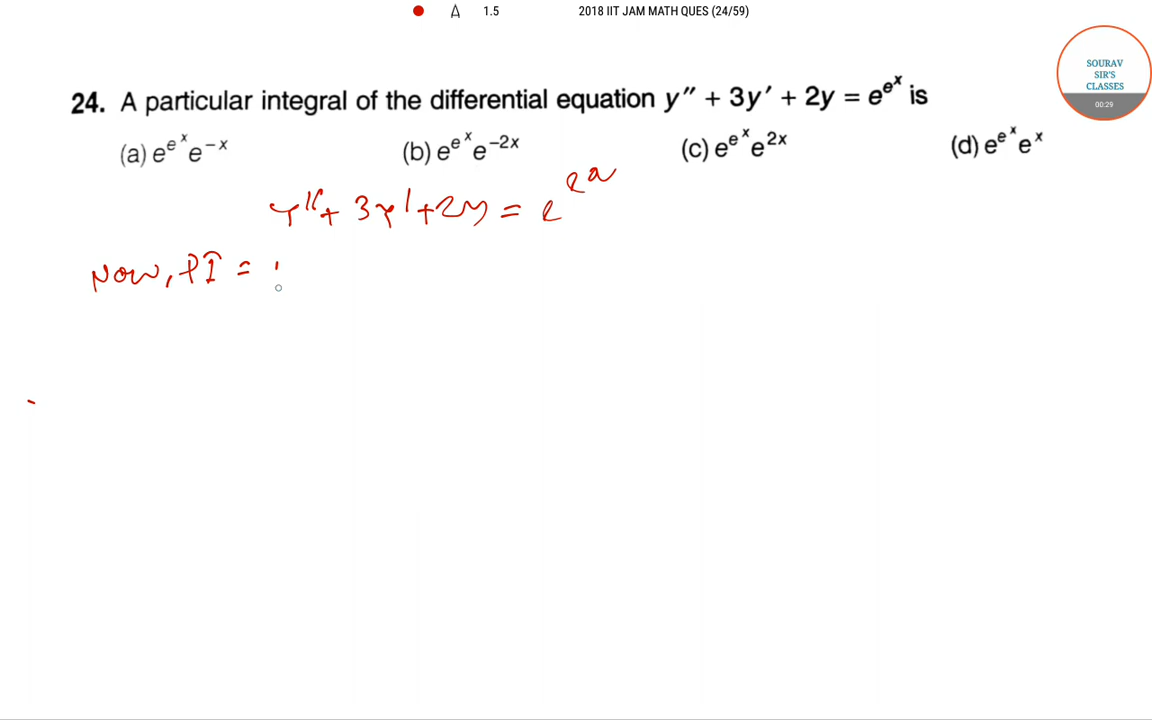 1.5 2018 IIT JAM MATH QUES (24/59)
SOURAV
SIR'S
CLASSES
00:29
24. A particular integral of the differential equation y″ + 3y′ + 2y = e^{e^x} is
(a) e^{e^x} e^{-x} (b) e^{e^x} e^{-2x} (c) e^{e^x} e^{2x} (d) e^{e^x} e^x
y″ + 3y′ + 2y = e^{e^x}
Now, PI =